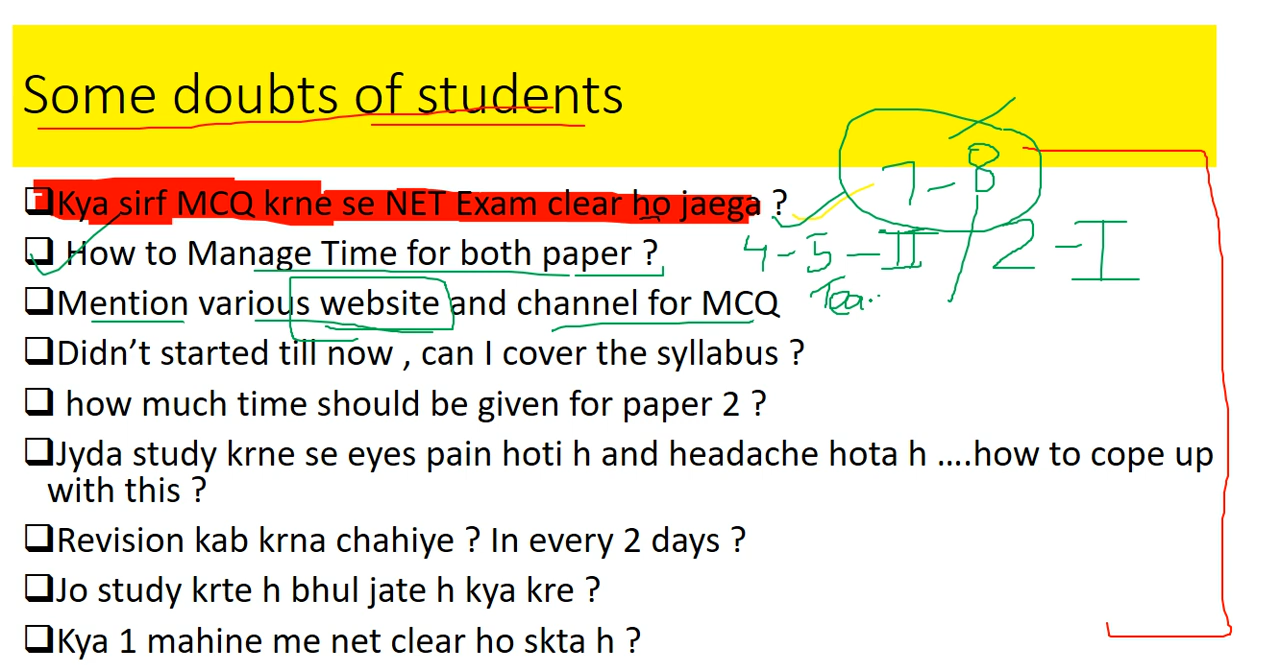 Some doubts of students
Kya sirf MCQ krne se NET Exam clear ho jaega ?
7 - 8
How to Manage Time for both paper ?
4 - 5 - II / 2 - I
Mention various website and channel for MCQ
Didn’t started till now , can I cover the syllabus ?
how much time should be given for paper 2 ?
Jyda study krne se eyes pain hoti h and headache hota h ....how to cope up
with this ?
Revision kab krna chahiye ? In every 2 days ?
Jo study krte h bhul jate h kya kre ?
Kya 1 mahine me net clear ho skta h ?